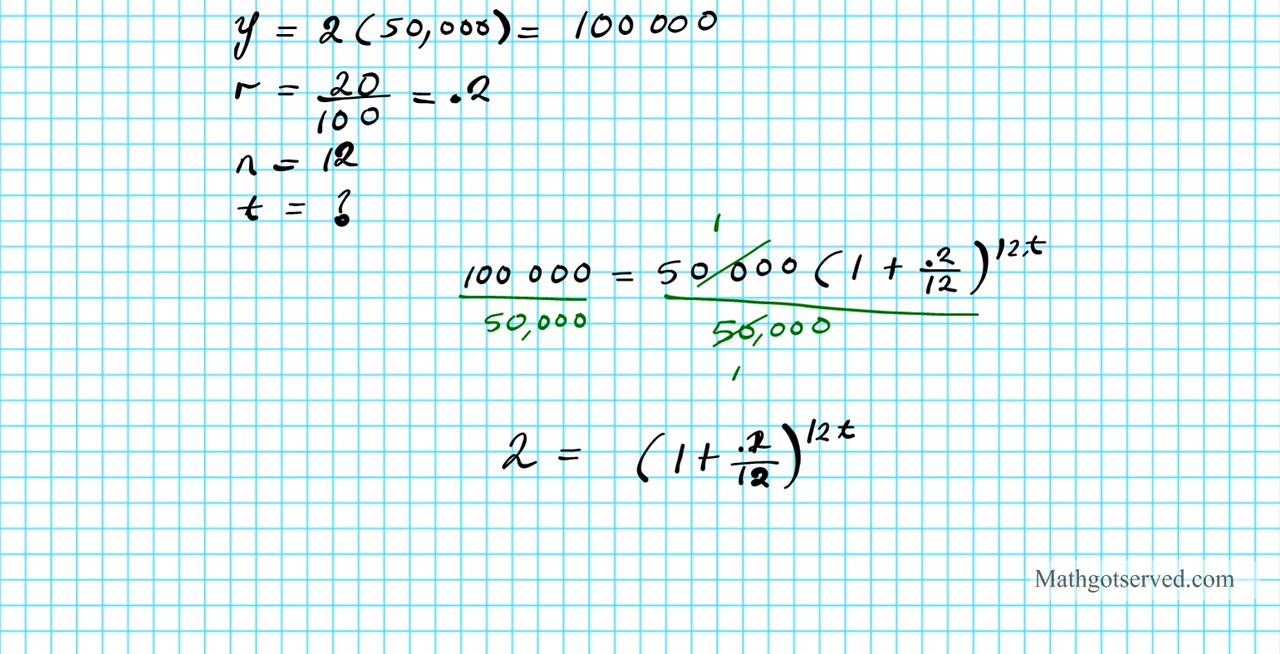 y = 2(50,000) = 100 000
r = 20/100 = .2
n = 12
t = ?
1
100 000 = 50 000 (1 + .2/12)^12t
50,000 50,000
1
2 = (1 + .2/12)^12t
Mathgotserved.com